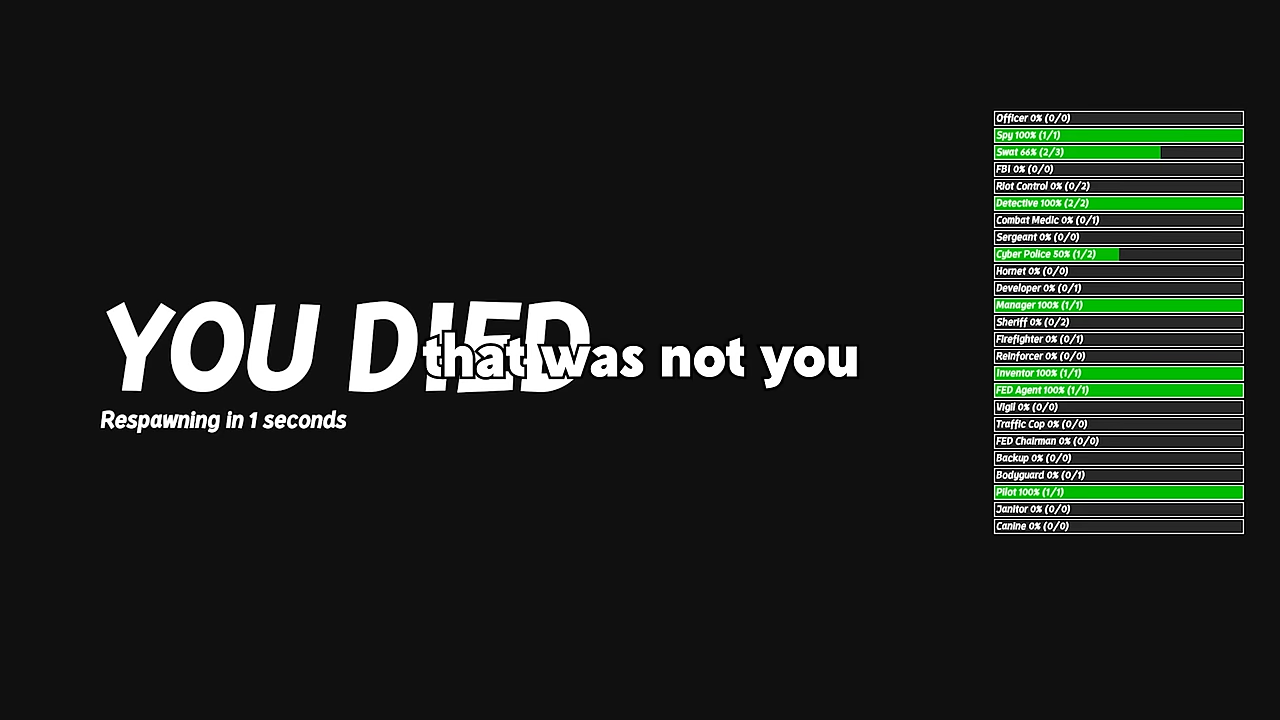 YOU DIED
that was not you
Respawning in 1 seconds
Officer 0% (0/0)
Spy 100% (1/1)
Swat 66% (2/3)
FBI 0% (0/0)
Riot Control 0% (0/2)
Detective 100% (2/2)
Combat Medic 0% (0/1)
Sergeant 0% (0/0)
Cyber Police 50% (1/2)
Hornet 0% (0/0)
Developer 0% (0/1)
Manager 100% (1/1)
Sheriff 0% (0/2)
Firefighter 0% (0/1)
Reinforcer 0% (0/0)
Inventor 100% (1/1)
FED Agent 100% (1/1)
Vigil 0% (0/0)
Traffic Cop 0% (0/0)
FED Chairman 0% (0/0)
Backup 0% (0/0)
Bodyguard 0% (0/1)
Pilot 100% (1/1)
Janitor 0% (0/0)
Canine 0% (0/0)